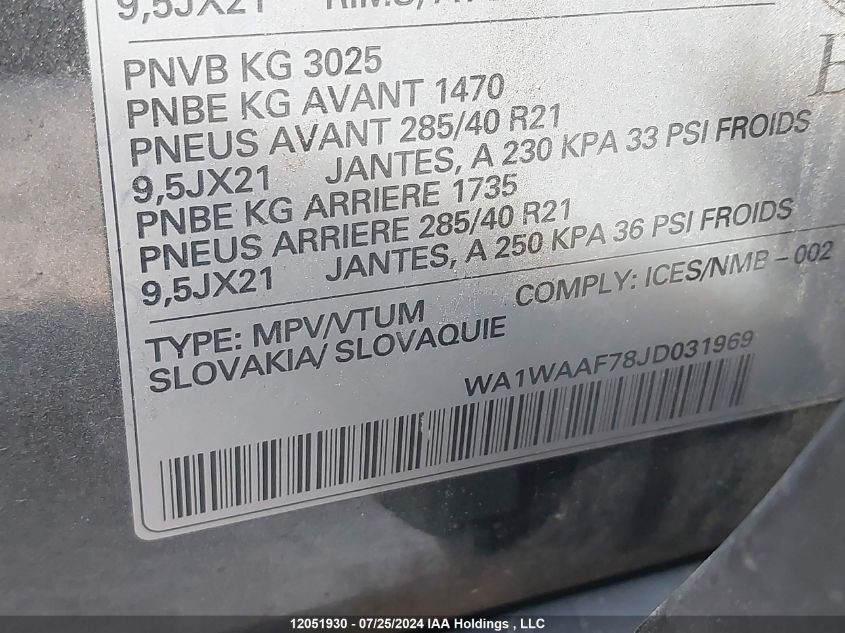 9,5JX21
PNVB KG 3025
PNBE KG AVANT 1470
PNEUS AVANT 285/40 R21
9,5JX21 JANTES, A 230 KPA 33 PSI FROIDS
PNBE KG ARRIERE 1735
PNEUS ARRIERE 285/40 R21
9,5JX21 JANTES, A 250 KPA 36 PSI FROIDS
TYPE: MPV/VTUM COMPLY: ICES/NMB-002
SLOVAKIA/ SLOVAQUIE
WA1WAAF78JD031969
12051930 - 07/25/2024 IAA Holdings , LLC